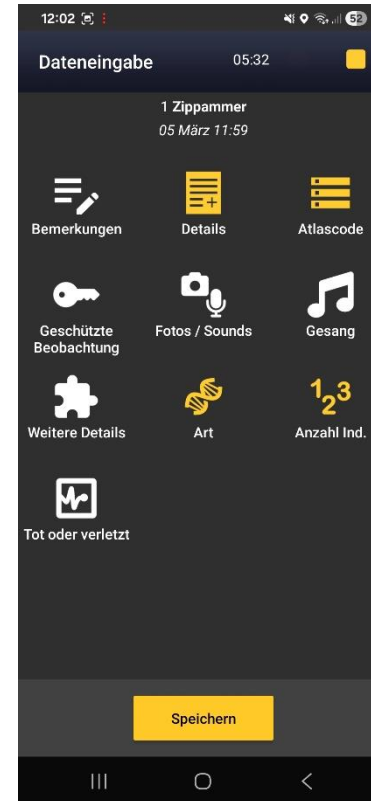 12:02 52
Dateneingabe 05:32
1 Zippammer
05 März 11:59
Bemerkungen Details Atlascode
Geschützte Fotos / Sounds Gesang
Beobachtung
1 2 3
Weitere Details Art Anzahl Ind.
Tot oder verletzt
Speichern